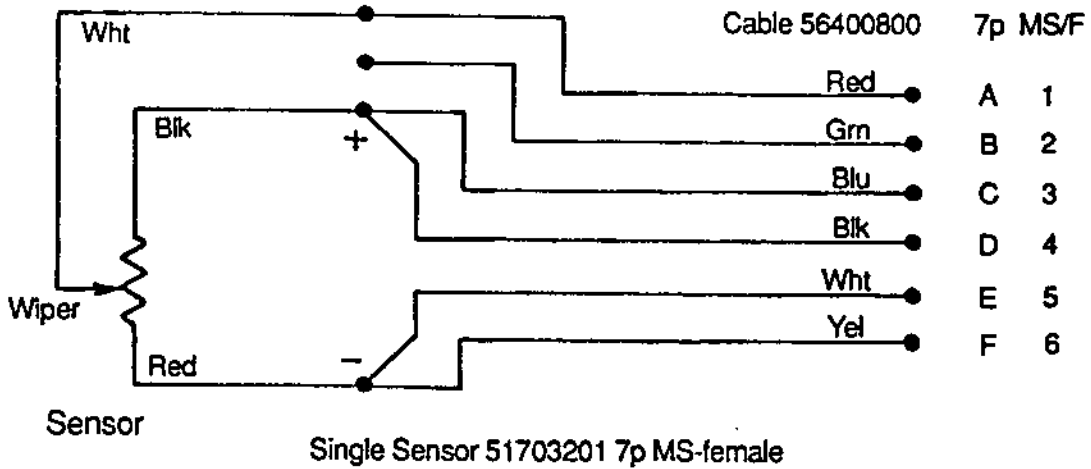 Wht
Cable 56400800 7p MS/F
Red A 1
Blk
+
Grn B 2
Blu C 3
Blk D 4
Wht E 5
Wiper
Yel F 6
Red
-
Sensor
Single Sensor 51703201 7p MS-female